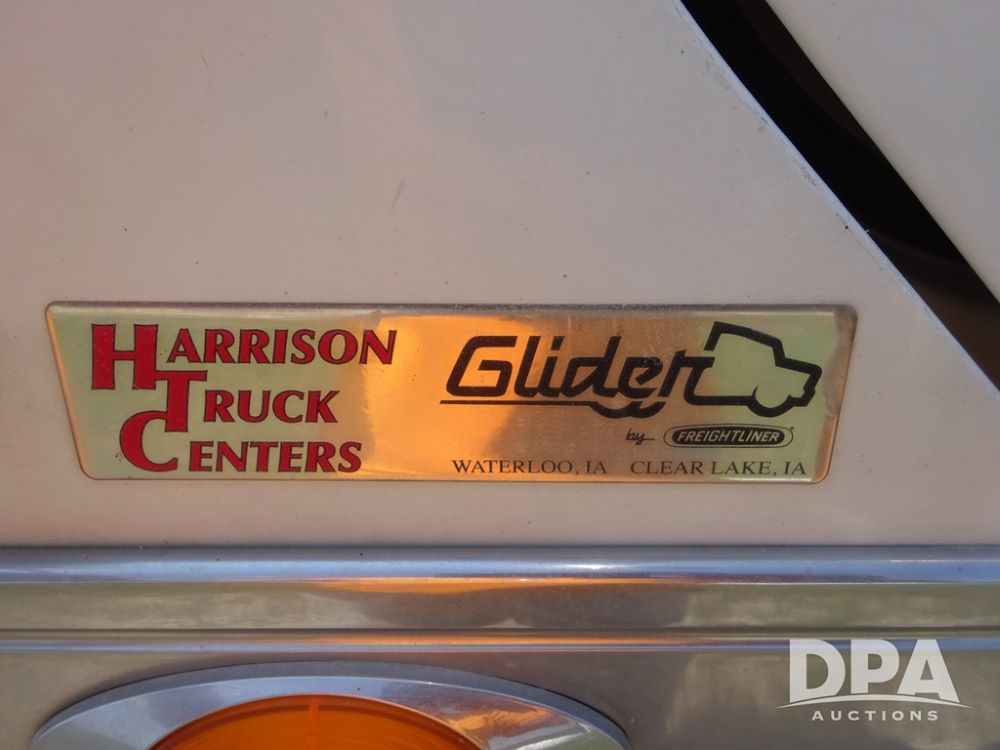 HARRISON
TRUCK
CENTERS
Glider
by FREIGHTLINER
WATERLOO, IA CLEAR LAKE, IA
DPA
AUCTIONS